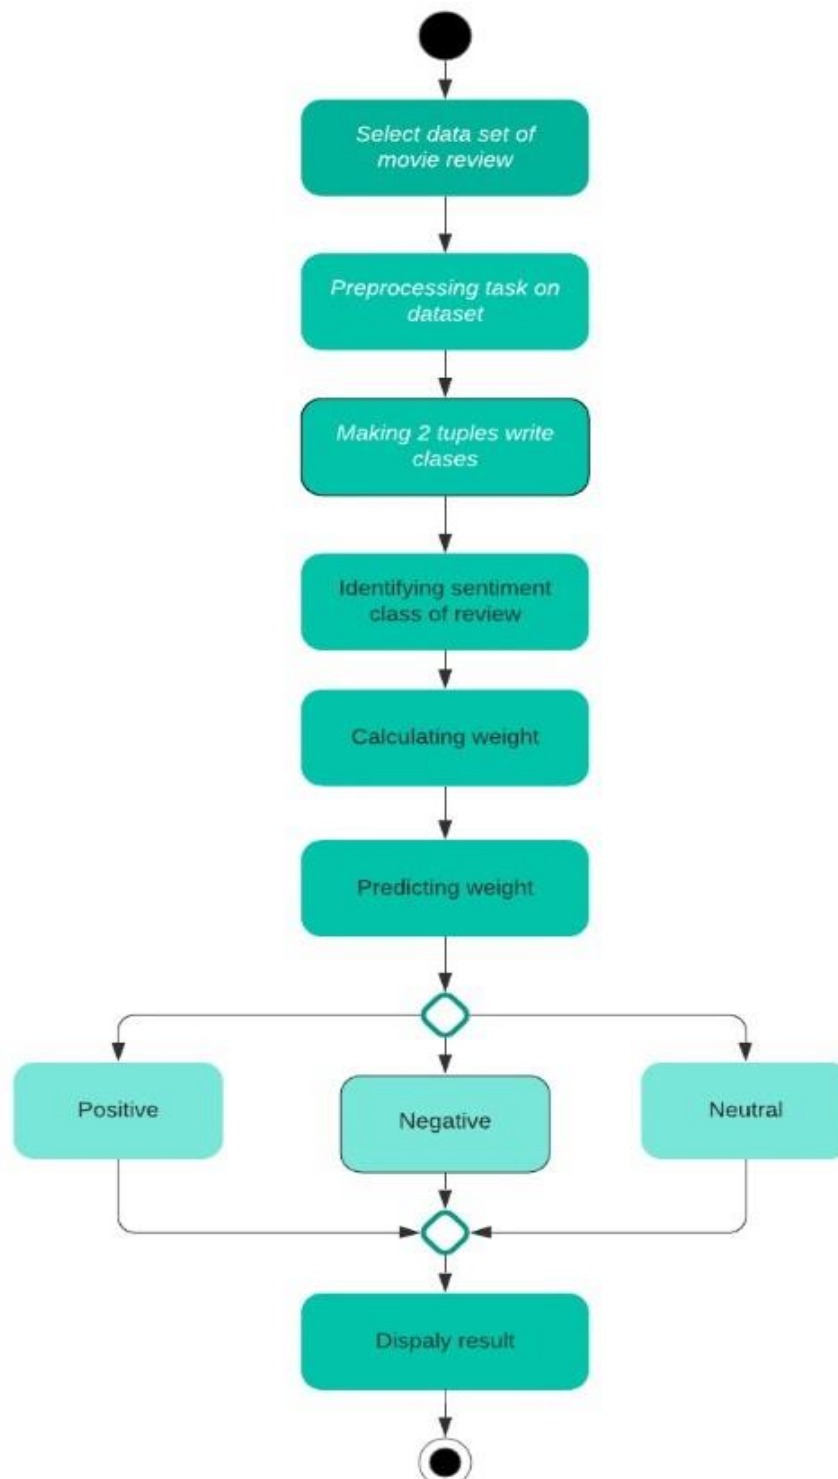 Select data set of
movie review
Preprocessing task on
dataset
Making 2 tuples write
clases
Identifying sentiment
class of review
Calculating weight
Predicting weight
Positive
Negative
Neutral
Dispaly result